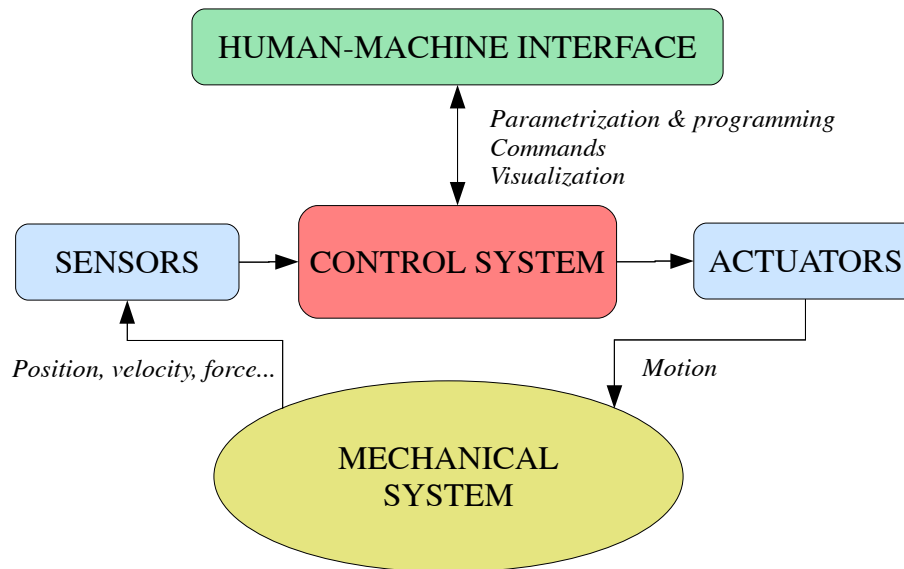 HUMAN-MACHINE INTERFACE
Parametrization & programming
Commands
Visualization
SENSORS
CONTROL SYSTEM
ACTUATORS
Position, velocity, force...
Motion
MECHANICAL
SYSTEM